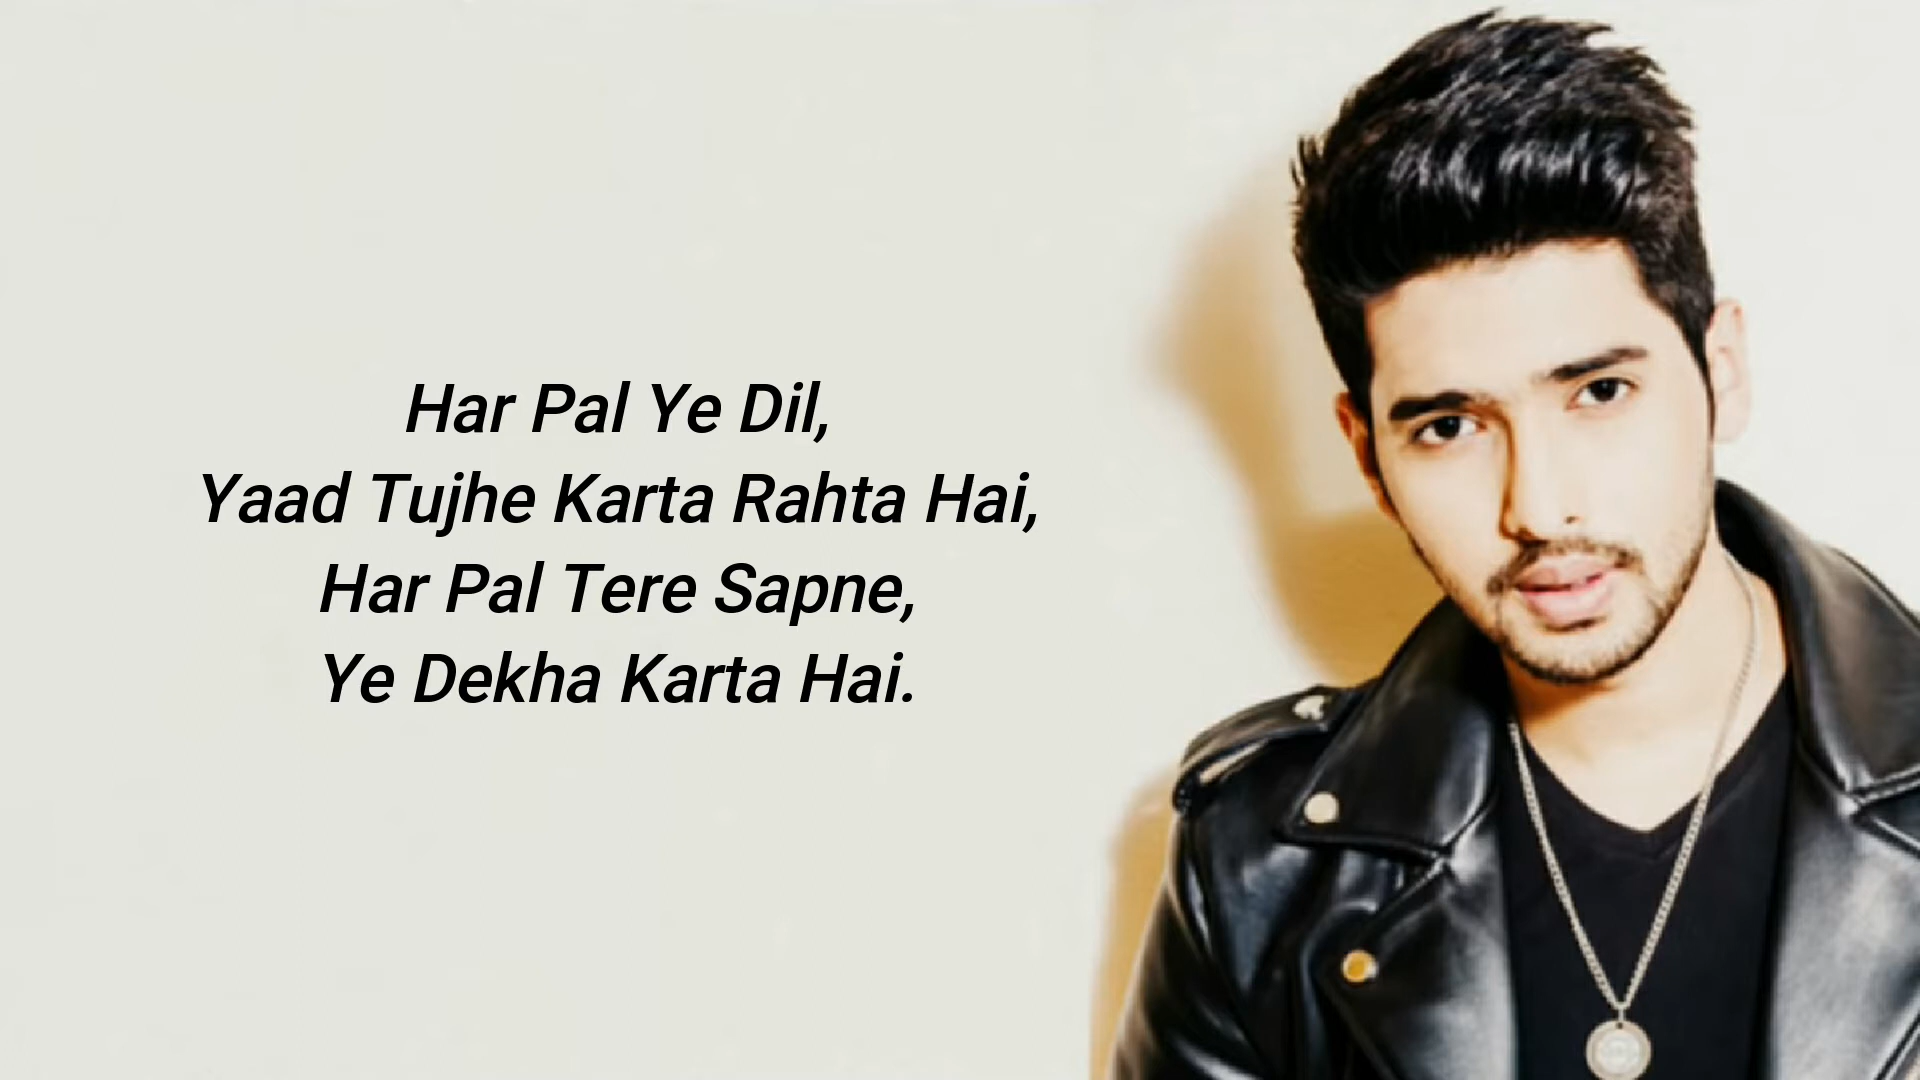 Har Pal Ye Dil,
Yaad Tujhe Karta Rahta Hai,
Har Pal Tere Sapne,
Ye Dekha Karta Hai.